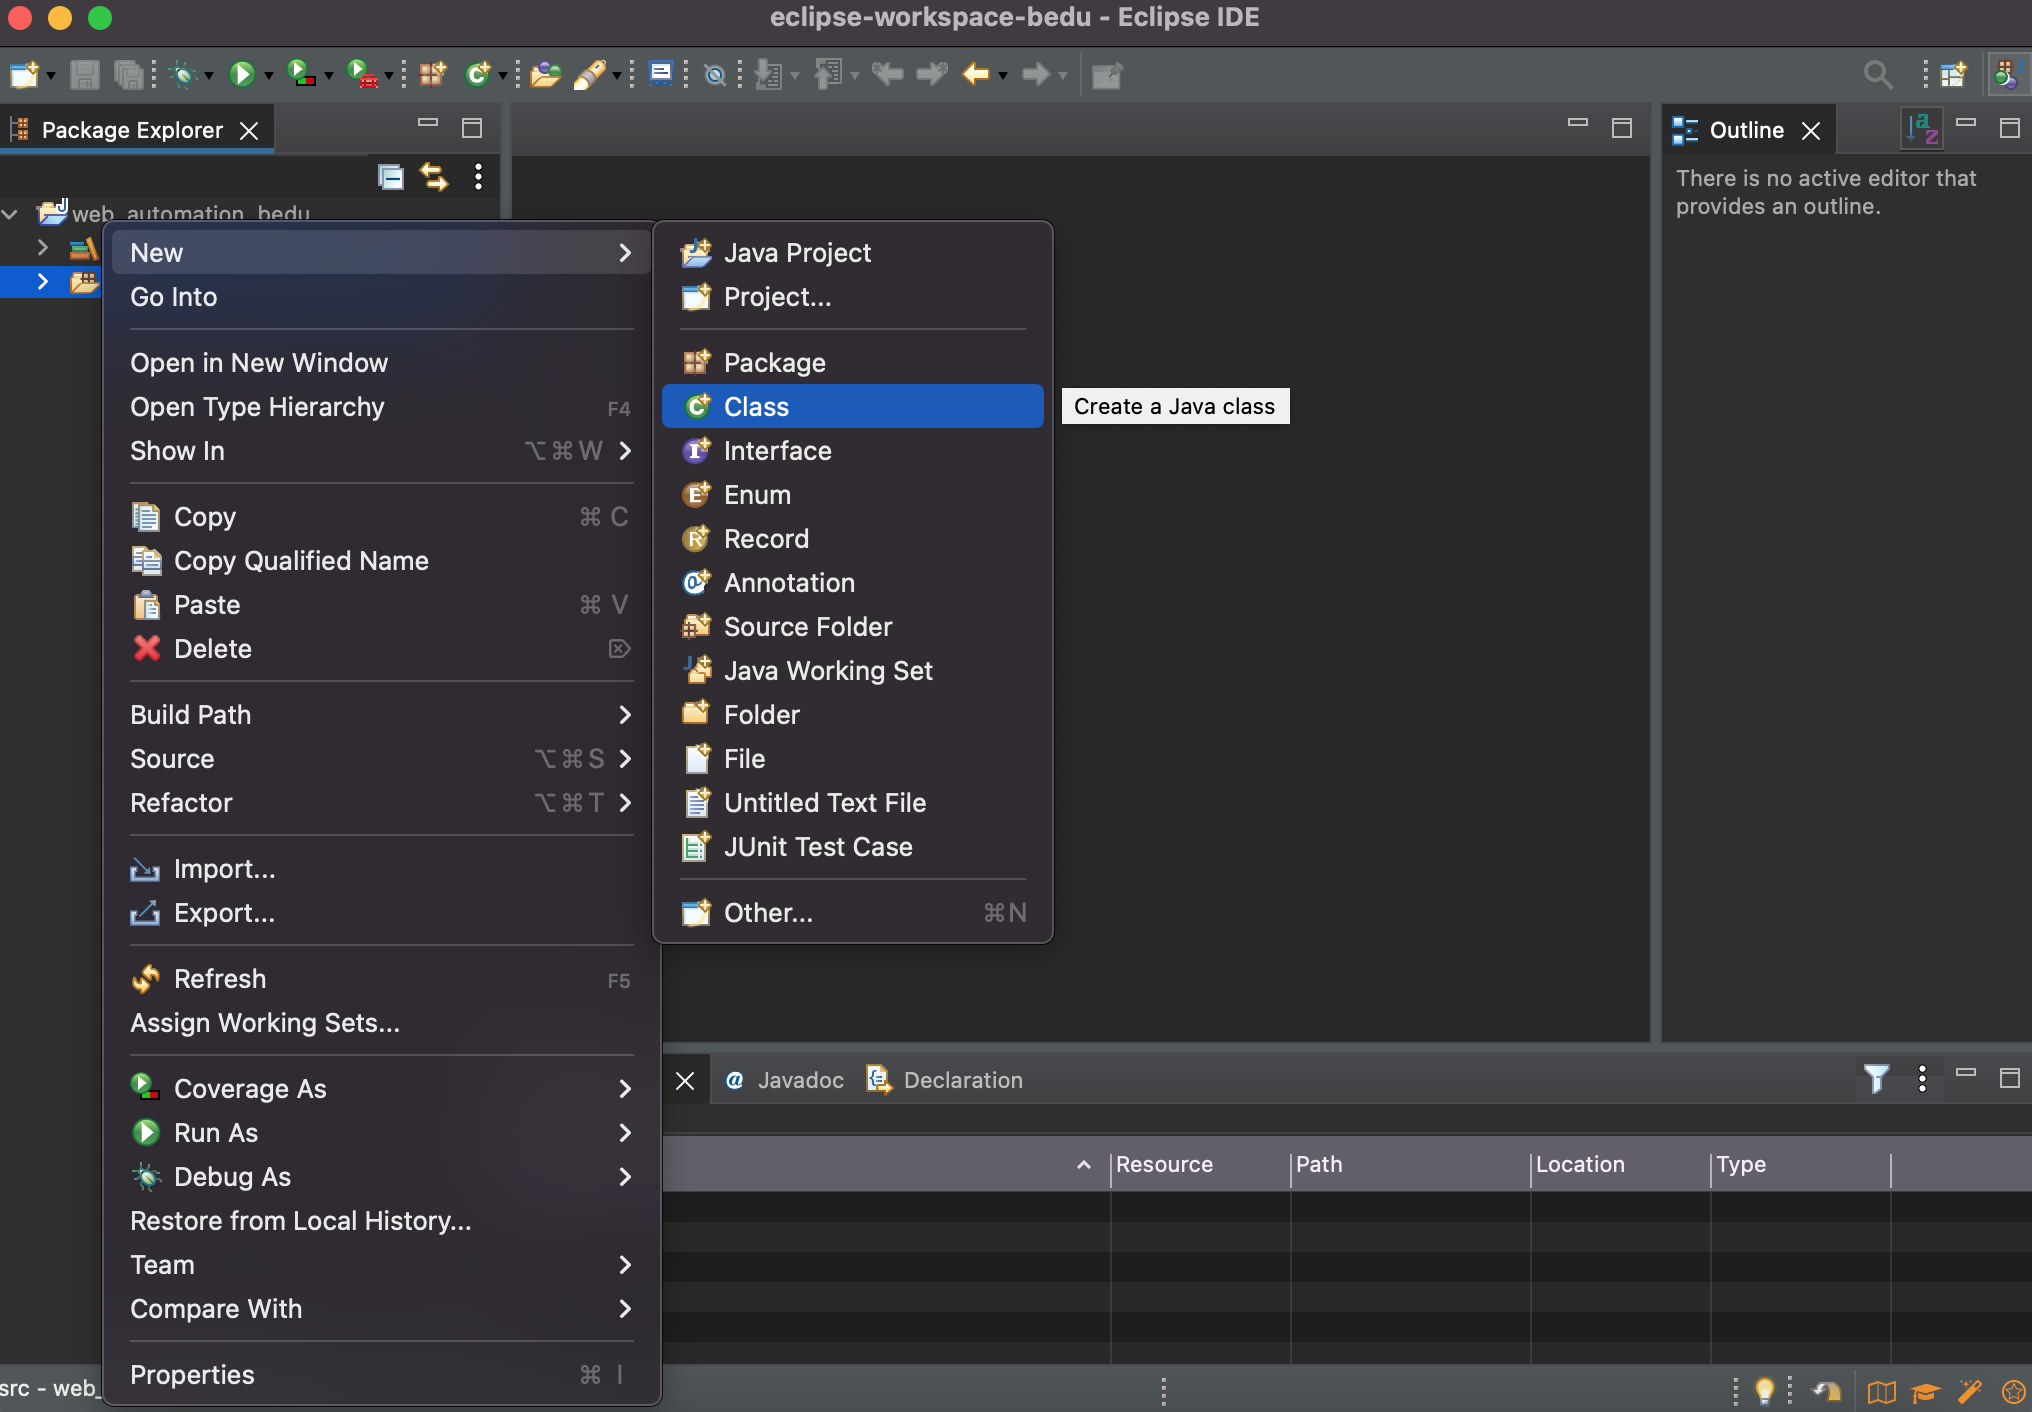 eclipse-workspace-bedu - Eclipse IDE
Package Explorer
web_automation_bedu
New
Go Into
Open in New Window
Open Type Hierarchy F4
Show In ⌥⌘W
Copy ⌘ C
Copy Qualified Name
Paste ⌘ V
Delete ⌦
Build Path
Source ⌥⌘S
Refactor ⌥⌘T
Import...
Export...
Refresh F5
Assign Working Sets...
Coverage As
Run As
Debug As
Restore from Local History...
Team
Compare With
Properties ⌘ I
Java Project
Project...
Package
Class
Interface
Enum
Record
Annotation
Source Folder
Java Working Set
Folder
File
Untitled Text File
JUnit Test Case
Other... ⌘N
Create a Java class
Outline
There is no active editor that
provides an outline.
Javadoc
Declaration
Resource Path Location Type
src - web_